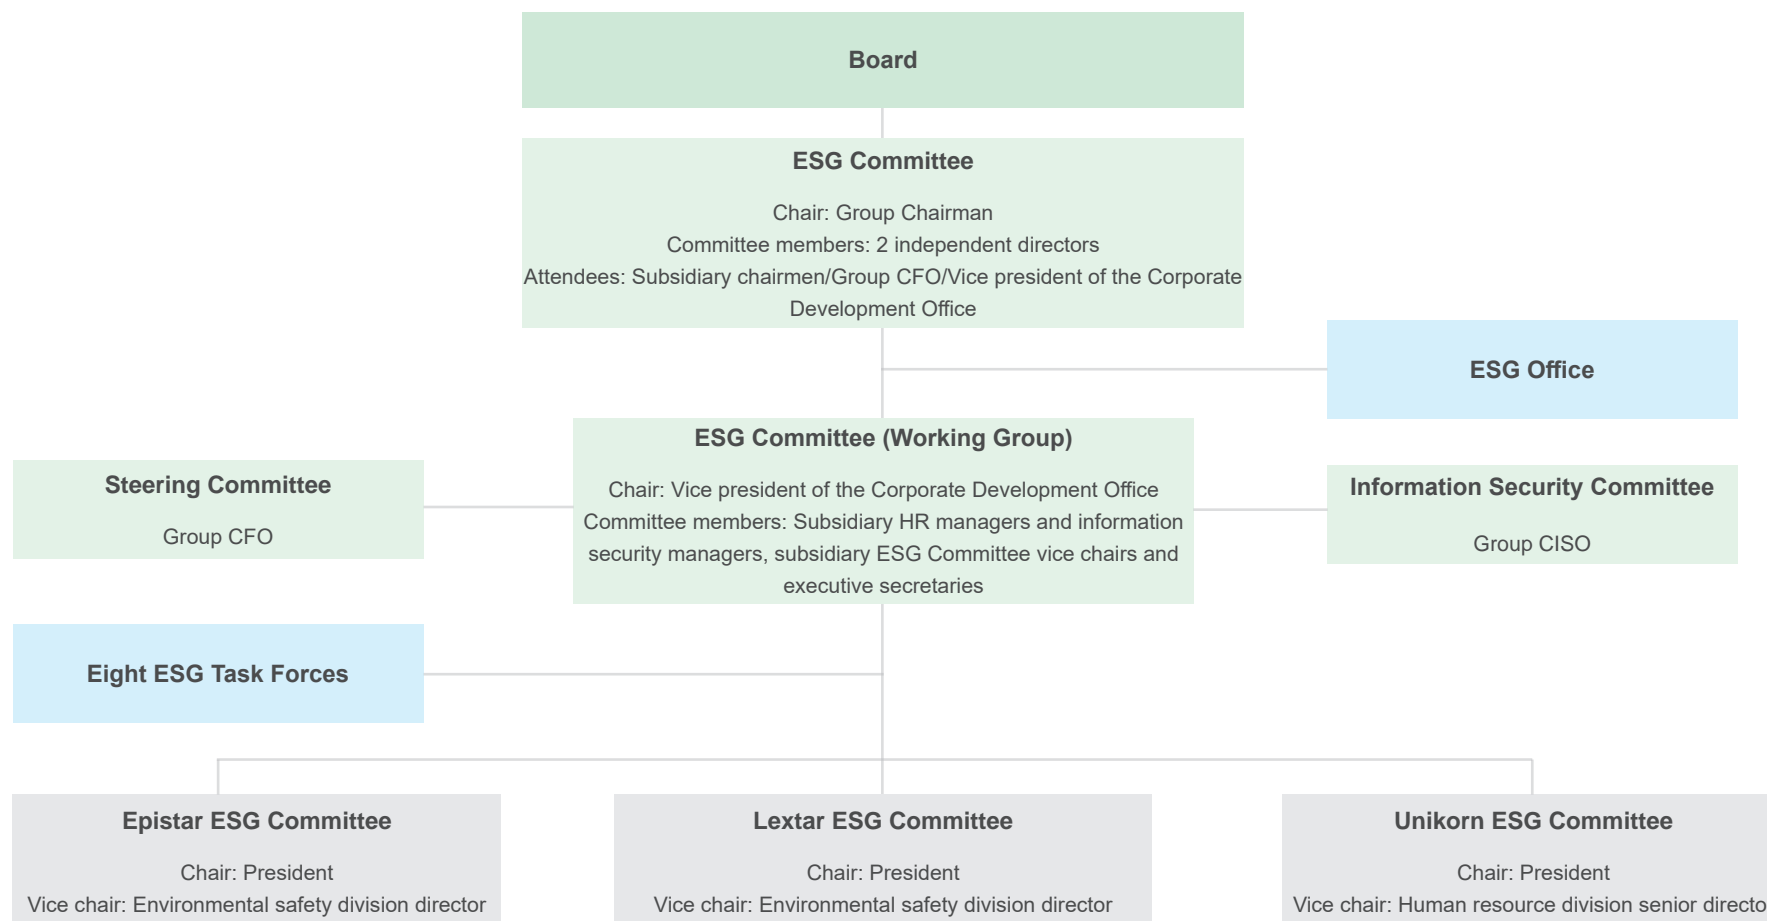 Board
ESG Committee
Chair: Group Chairman
Committee members: 2 independent directors
Attendees: Subsidiary chairmen/Group CFO/Vice president of the Corporate
Development Office
ESG Office
ESG Committee (Working Group)
Chair: Vice president of the Corporate Development Office
Committee members: Subsidiary HR managers and information
security managers, subsidiary ESG Committee vice chairs and
executive secretaries
Steering Committee
Group CFO
Information Security Committee
Group CISO
Eight ESG Task Forces
Epistar ESG Committee
Chair: President
Vice chair: Environmental safety division director
Lextar ESG Committee
Chair: President
Vice chair: Environmental safety division director
Unikorn ESG Committee
Chair: President
Vice chair: Human resource division senior directo